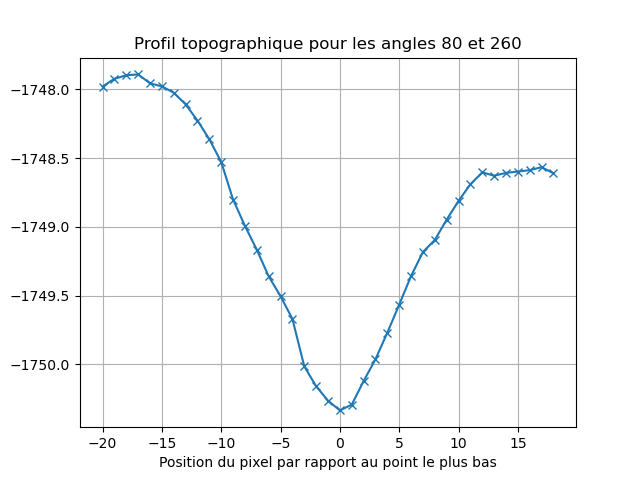 Profil topographique pour les angles 80 et 260
−1748.0
−1748.5
−1749.0
−1749.5
−1750.0
−20 −15 −10 −5 0 5 10 15
Position du pixel par rapport au point le plus bas